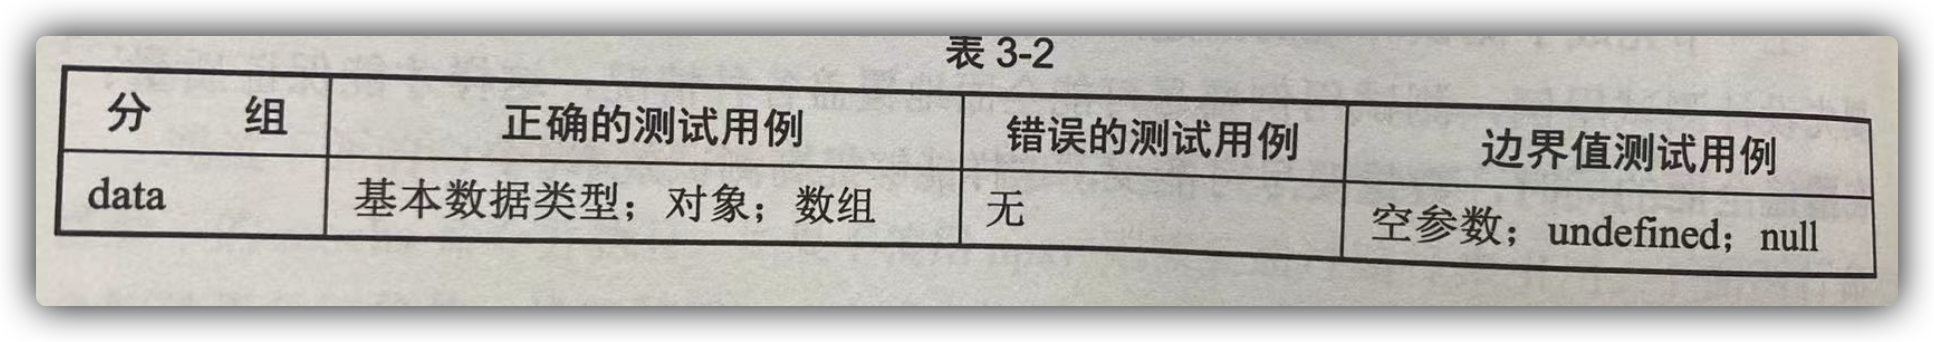 表 3-2
分 组 正确的测试用例 错误的测试用例 边界值测试用例
data 基本数据类型；对象；数组 无 空参数；undefined；null